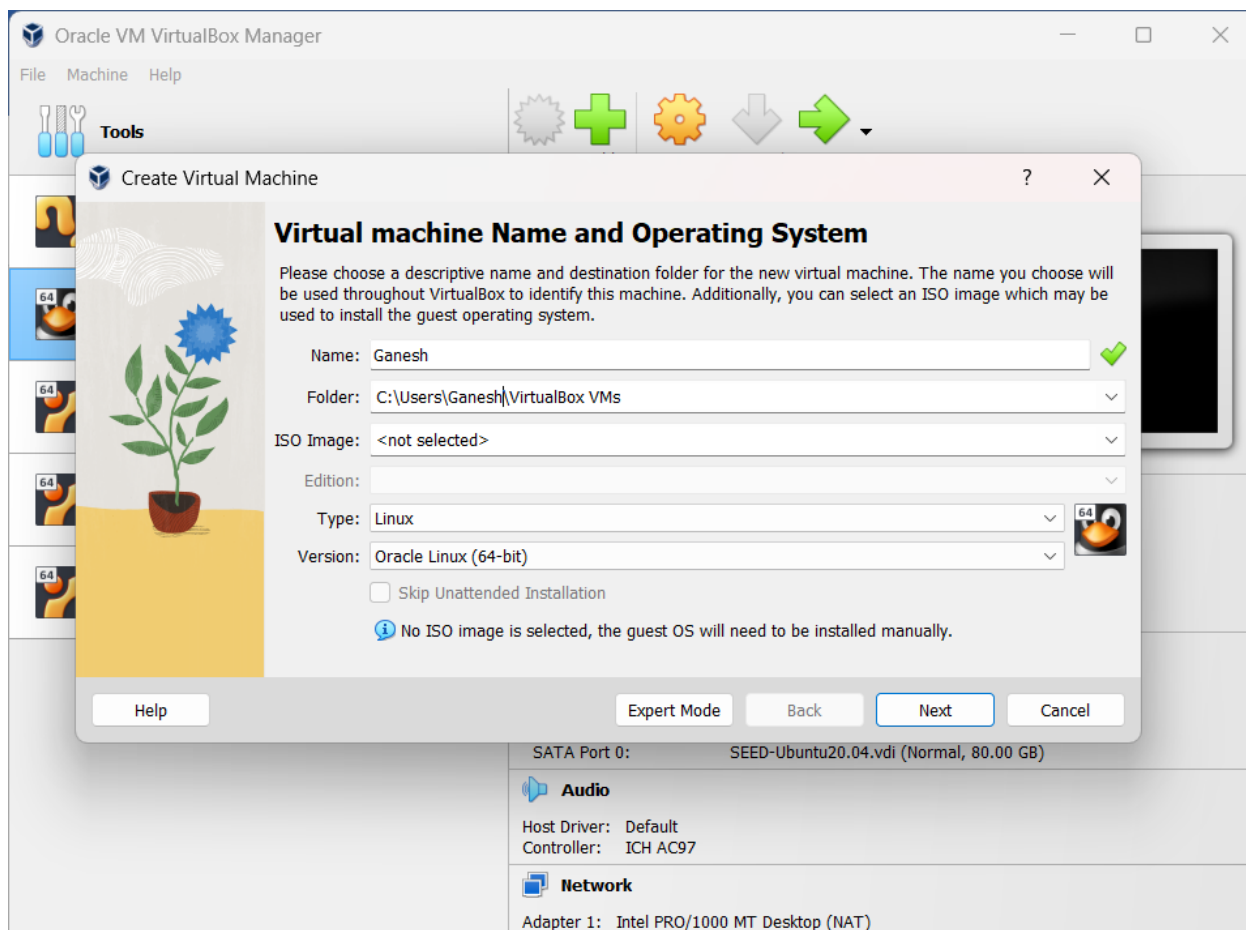 Oracle VM VirtualBox Manager
File Machine Help
Tools
Create Virtual Machine
?
Virtual machine Name and Operating System
Please choose a descriptive name and destination folder for the new virtual machine. The name you choose will
be used throughout VirtualBox to identify this machine. Additionally, you can select an ISO image which may be
used to install the guest operating system.
Name: Ganesh
Folder: C:\Users\Ganesh\VirtualBox VMs
ISO Image: <not selected>
Edition:
Type: Linux
64
Version: Oracle Linux (64-bit)
Skip Unattended Installation
No ISO image is selected, the guest OS will need to be installed manually.
Help Expert Mode Back Next Cancel
64
64
64
64
SATA Port 0: SEED-Ubuntu20.04.vdi (Normal, 80.00 GB)
Audio
Host Driver: Default
Controller: ICH AC97
Network
Adapter 1: Intel PRO/1000 MT Desktop (NAT)